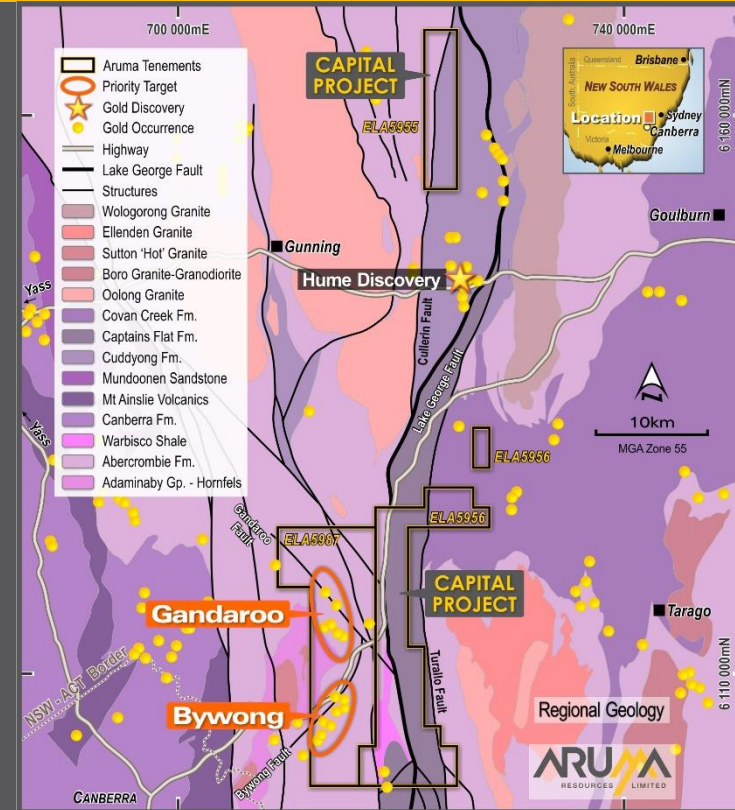 700 000mE
740 000mE
6 160 000mN
6 110 000mN
Aruma Tenements
Priority Target
Gold Discovery
Gold Occurrence
Highway
Lake George Fault
Structures
Wologorong Granite
Ellenden Granite
Sutton 'Hot' Granite
Boro Granite-Granodiorite
Oolong Granite
Covan Creek Fm.
Captains Flat Fm.
Cuddyong Fm.
Mundoonen Sandstone
Mt Ainslie Volcanics
Canberra Fm.
Warbisco Shale
Abercrombie Fm.
Adaminaby Gp. - Hornfels
CAPITAL
PROJECT
ELA5955
Queensland
Brisbane
South Australia
NEW SOUTH WALES
Location
Sydney
Canberra
Victoria
Melbourne
Goulburn
Gunning
Yass
Hume Discovery
Cullerin Fault
Lake George Fault
10km
MGA Zone 55
Yass
ELA5956
Gandaroo
Fault
ELA5987
ELA5956
CAPITAL
PROJECT
Gandaroo
Tarago
NSW - ACT Border
Turallo Fault
Bywong
Bywong Fault
Regional Geology
CANBERRA
ARUMA
RESOURCES LIMITED